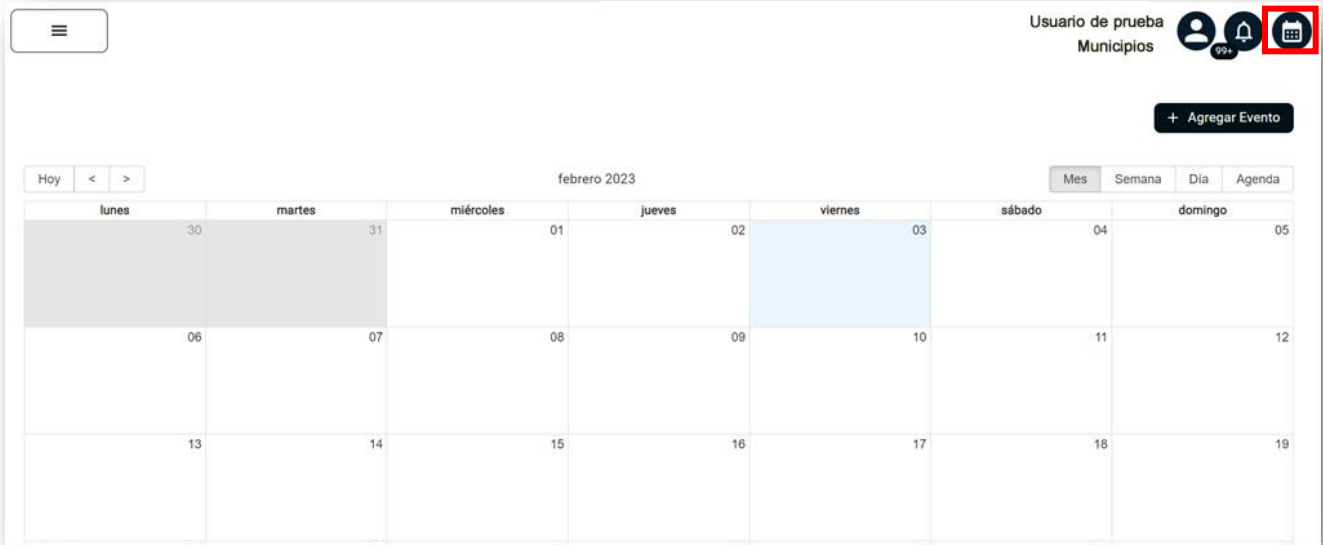 Usuario de prueba
Municipios
99+
+ Agregar Evento
Hoy < > febrero 2023 Mes Semana Día Agenda
lunes martes miércoles jueves viernes sábado domingo
30 31 01 02 03 04 05
06 07 08 09 10 11 12
13 14 15 16 17 18 19